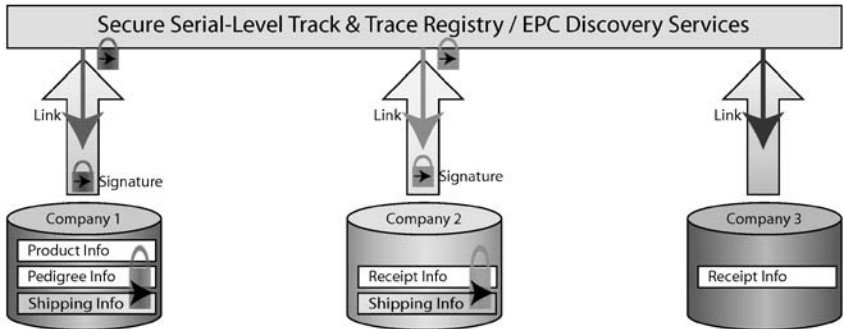 Secure Serial-Level Track & Trace Registry / EPC Discovery Services
Link
Link
Link
Signature
Signature
Company 1
Company 2
Company 3
Product Info
Pedigree Info
Receipt Info
Receipt Info
Shipping Info
Shipping Info